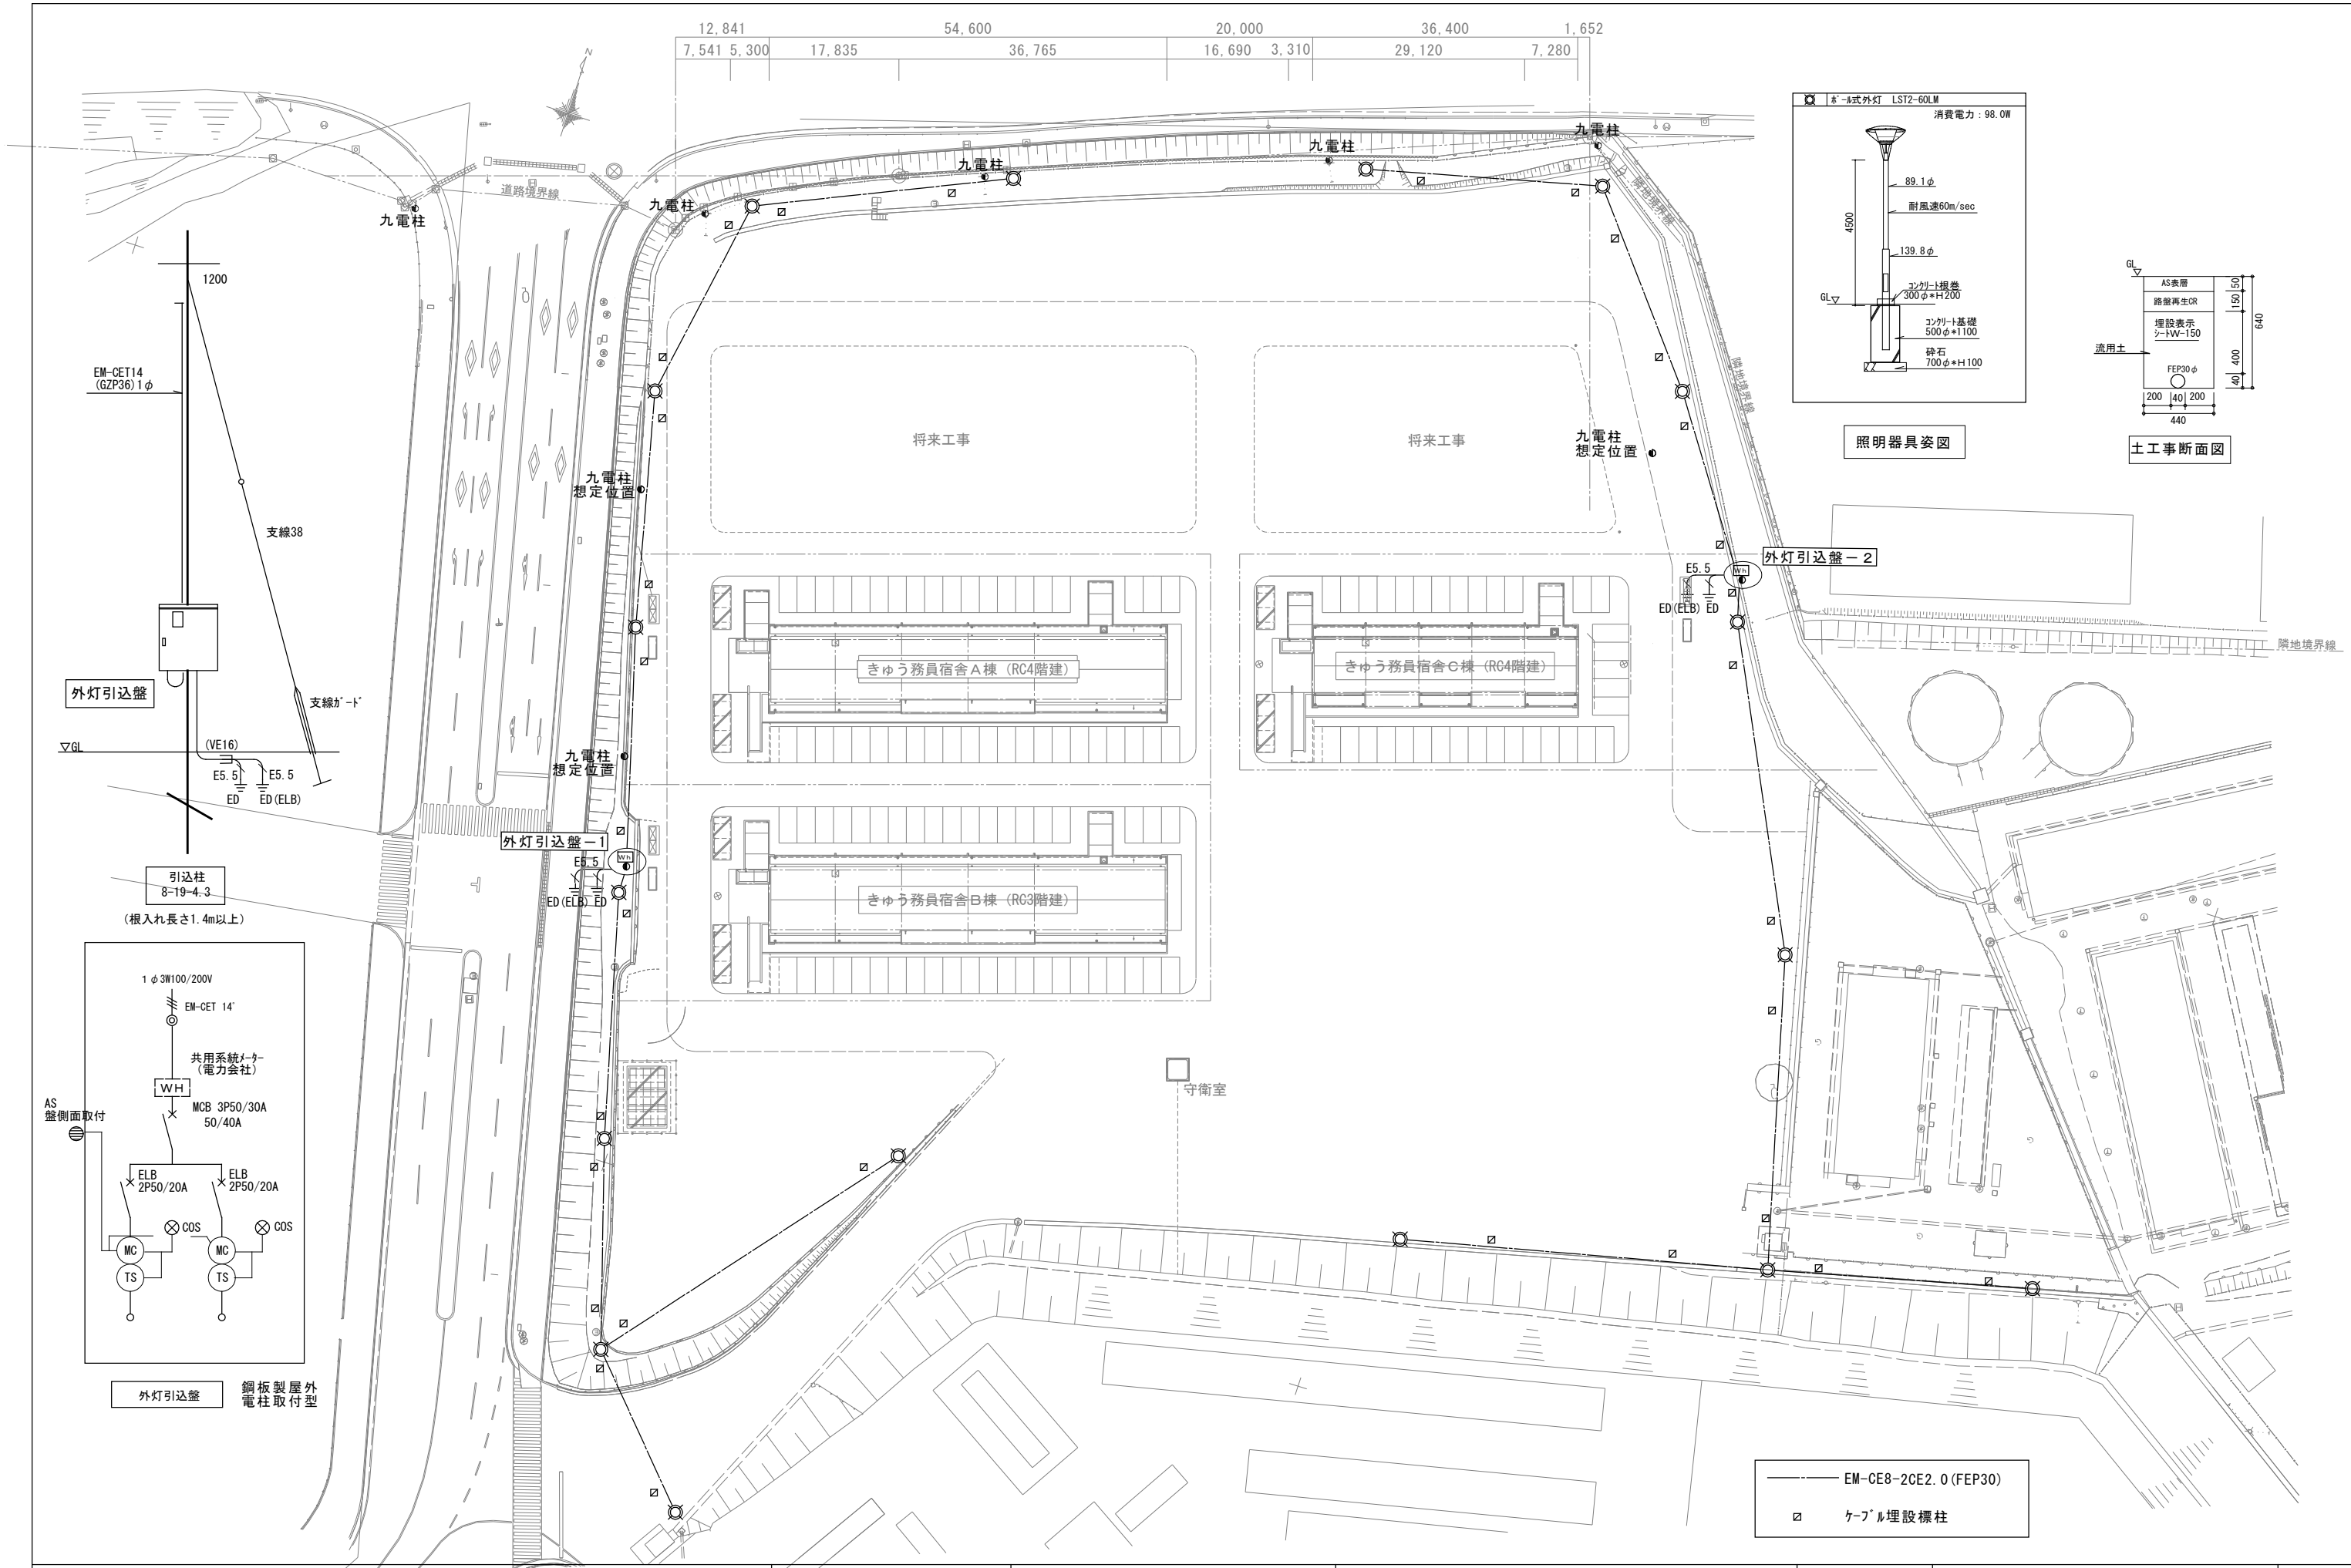 12,841 54,600 20,000 36,400 1,652
7,541 5,300 17,835 36,765 16,690 3,310 29,120 7,280
N
道路境界線
九電柱
九電柱
九電柱
九電柱
九電柱
隣地境界線
隣地境界線
隣地境界線
1200
EM-CET14
(GZP36)1φ
支線38
外灯引込盤
支線ガード
▽GL
(VE16)
E5.5 E5.5
ED ED(ELB)
引込柱
8-19-4.3
(根入れ長さ1.4m以上)
1φ3W100/200V
EM-CET 14゛
共用系統メーター
(電力会社)
WH
MCB 3P50/30A
50/40A
AS
盤側面取付
ELB
2P50/20A
ELB
2P50/20A
COS
COS
MC
MC
TS
TS
外灯引込盤
鋼板製屋外
電柱取付型
将来工事
将来工事
九電柱
想定位置
九電柱
想定位置
九電柱
想定位置
外灯引込盤-1
Wh
E5.5
ED(ELB) ED
外灯引込盤-2
Wh
E5.5
ED(ELB) ED
きゅう務員宿舎A棟 (RC4階建)
きゅう務員宿舎C棟 (RC4階建)
きゅう務員宿舎B棟 (RC3階建)
守衛室
ポール式外灯 LST2-60LM
消費電力:98.0W
89.1φ
耐風速60m/sec
4500
139.8φ
コンクリート根巻
300φ*H200
GL▽
コンクリート基礎
500φ*1100
砕石
700φ*H100
照明器具姿図
GL
AS表層
路盤再生CR
埋設表示
シートW-150
流用土
FEP30φ
50
150
400
40
640
200 40 200
440
土工事断面図
EM-CE8-2CE2.0(FEP30)
ケーブル埋設標柱